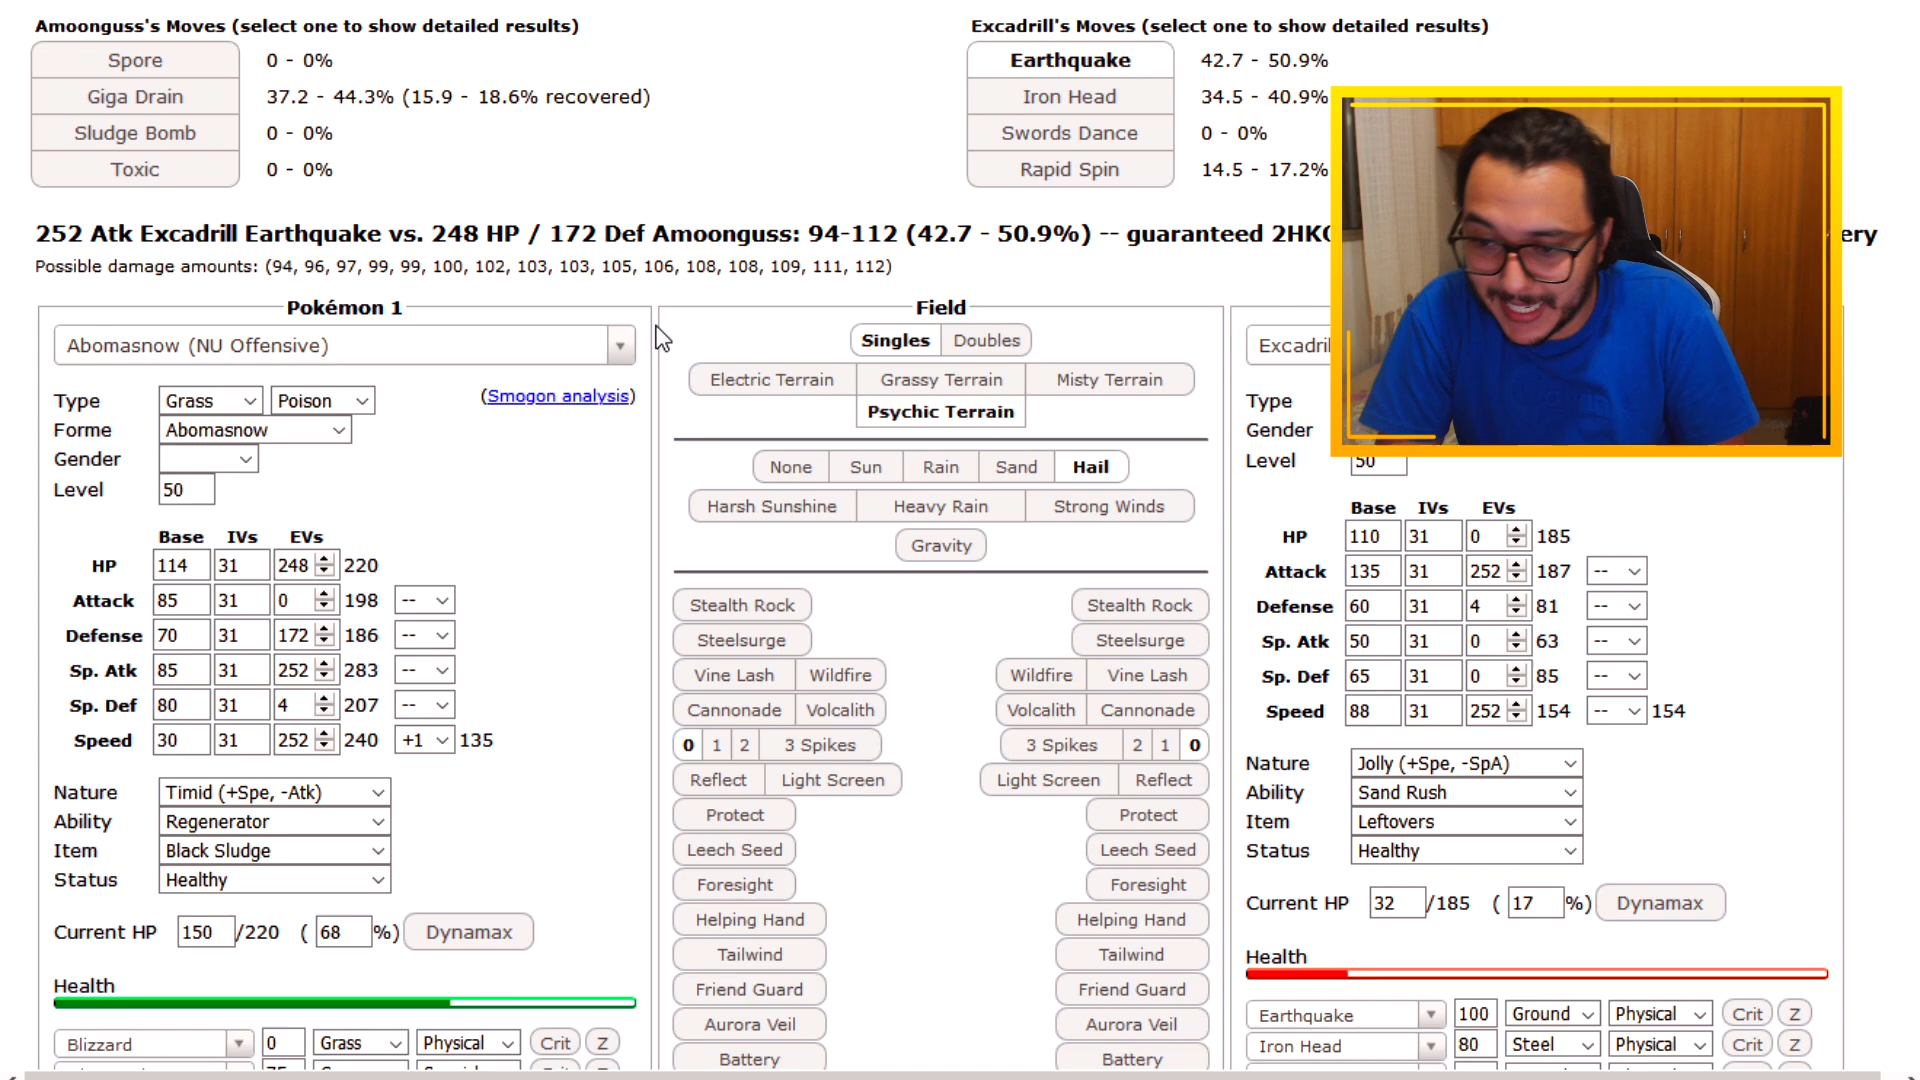 Amoonguss's Moves (select one to show detailed results)
Spore 0 - 0%
Giga Drain 37.2 - 44.3% (15.9 - 18.6% recovered)
Sludge Bomb 0 - 0%
Toxic 0 - 0%
Excadrill's Moves (select one to show detailed results)
Earthquake 42.7 - 50.9%
Iron Head 34.5 - 40.9%
Swords Dance 0 - 0%
Rapid Spin 14.5 - 17.2%
252 Atk Excadrill Earthquake vs. 248 HP / 172 Def Amoonguss: 94-112 (42.7 - 50.9%) -- guaranteed 2HKO ery
Possible damage amounts: (94, 96, 97, 99, 99, 100, 102, 103, 103, 105, 106, 108, 108, 109, 111, 112)
Pokémon 1
Abomasnow (NU Offensive)
Type Grass Poison (Smogon analysis)
Forme Abomasnow
Gender
Level 50
Base IVs EVs
HP 114 31 248 220
Attack 85 31 0 198 --
Defense 70 31 172 186 --
Sp. Atk 85 31 252 283 --
Sp. Def 80 31 4 207 --
Speed 30 31 252 240 +1 135
Nature Timid (+Spe, -Atk)
Ability Regenerator
Item Black Sludge
Status Healthy
Current HP 150 /220 ( 68 %) Dynamax
Health
Blizzard 0 Grass Physical Crit Z
Field
Singles Doubles
Electric Terrain Grassy Terrain Misty Terrain
Psychic Terrain
None Sun Rain Sand Hail
Harsh Sunshine Heavy Rain Strong Winds
Gravity
Stealth Rock Stealth Rock
Steelsurge Steelsurge
Vine Lash Wildfire Wildfire Vine Lash
Cannonade Volcalith Volcalith Cannonade
0 1 2 3 Spikes 3 Spikes 2 1 0
Reflect Light Screen Light Screen Reflect
Protect Protect
Leech Seed Leech Seed
Foresight Foresight
Helping Hand Helping Hand
Tailwind Tailwind
Friend Guard Friend Guard
Aurora Veil Aurora Veil
Battery Battery
Excadril
Type
Gender
Level 50
Base IVs EVs
HP 110 31 0 185
Attack 135 31 252 187 --
Defense 60 31 4 81 --
Sp. Atk 50 31 0 63 --
Sp. Def 65 31 0 85 --
Speed 88 31 252 154 -- 154
Nature Jolly (+Spe, -SpA)
Ability Sand Rush
Item Leftovers
Status Healthy
Current HP 32 /185 ( 17 %) Dynamax
Health
Earthquake 100 Ground Physical Crit Z
Iron Head 80 Steel Physical Crit Z